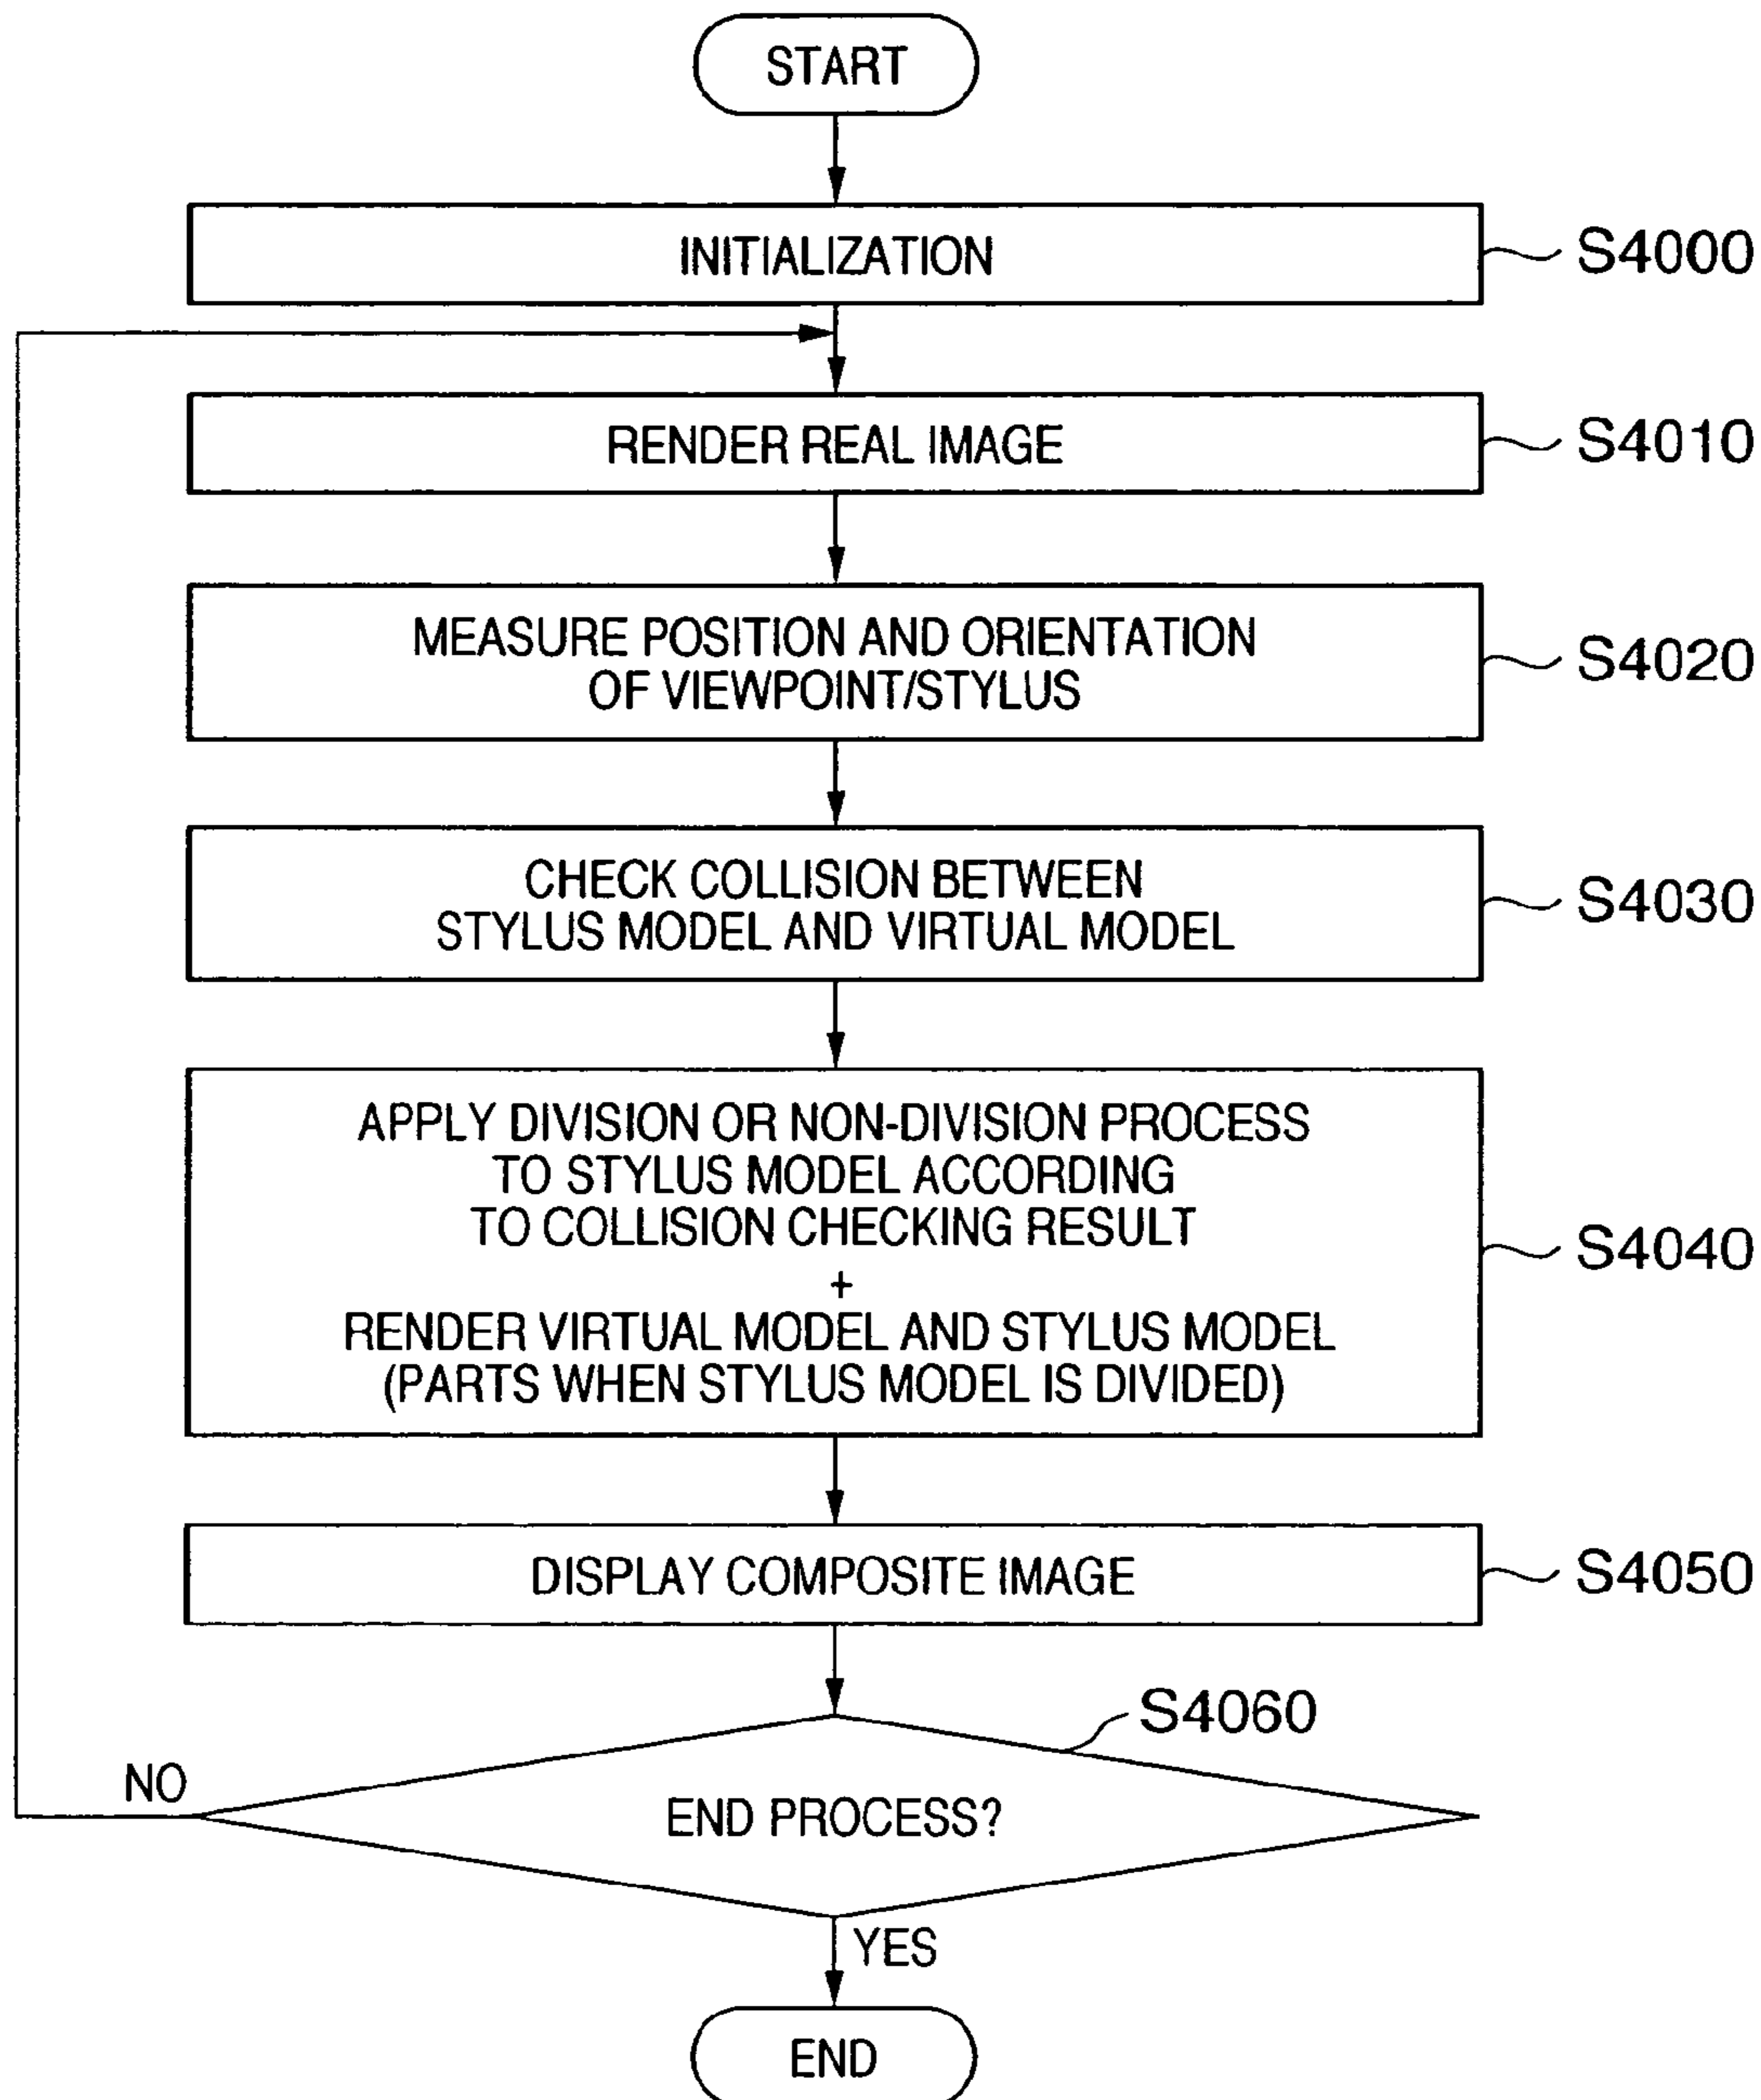 START
INITIALIZATION
S4000
RENDER REAL IMAGE
S4010
MEASURE POSITION AND ORIENTATION
OF VIEWPOINT/STYLUS
S4020
CHECK COLLISION BETWEEN
STYLUS MODEL AND VIRTUAL MODEL
S4030
APPLY DIVISION OR NON-DIVISION PROCESS
TO STYLUS MODEL ACCORDING
TO COLLISION CHECKING RESULT
+
RENDER VIRTUAL MODEL AND STYLUS MODEL
(PARTS WHEN STYLUS MODEL IS DIVIDED)
S4040
DISPLAY COMPOSITE IMAGE
S4050
S4060
NO
END PROCESS?
YES
END